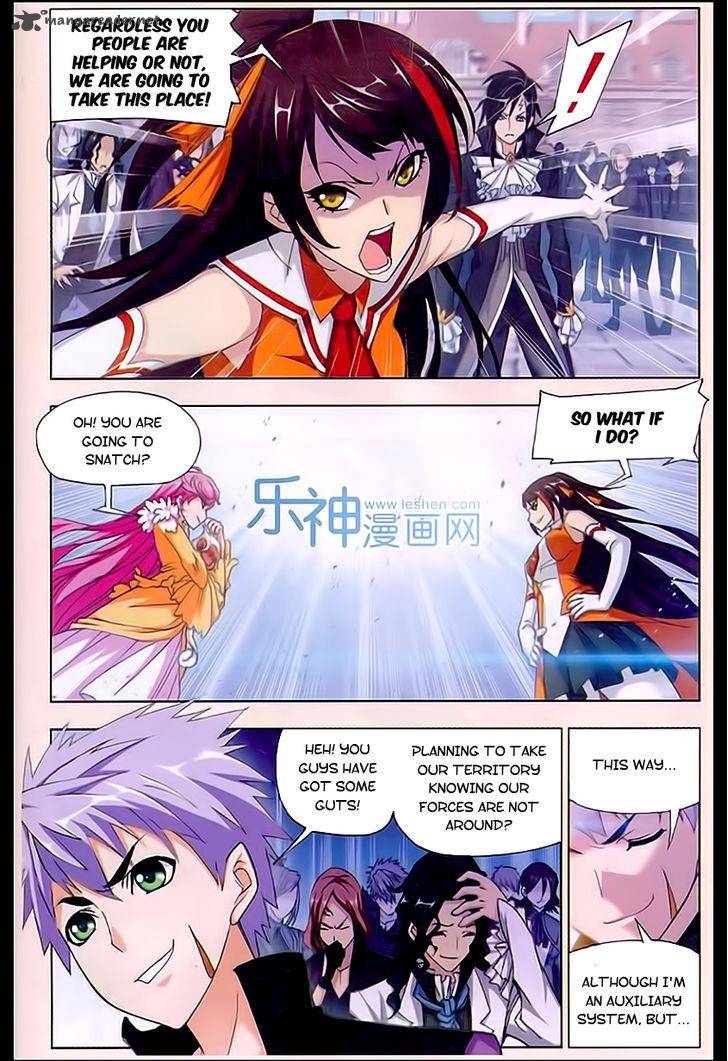 mangareader.net
REGARDLESS YOU
PEOPLE ARE
HELPING OR NOT,
WE ARE GOING TO
TAKE THIS PLACE!
!
OH! YOU ARE
GOING TO
SNATCH?
SO WHAT IF
I DO?
乐神漫画网
www.leshen.com
HEH! YOU
GUYS HAVE
GOT SOME
GUTS!
PLANNING TO TAKE
OUR TERRITORY
KNOWING OUR
FORCES ARE NOT
AROUND?
THIS WAY...
ALTHOUGH I'M
AN AUXILIARY
SYSTEM, BUT...